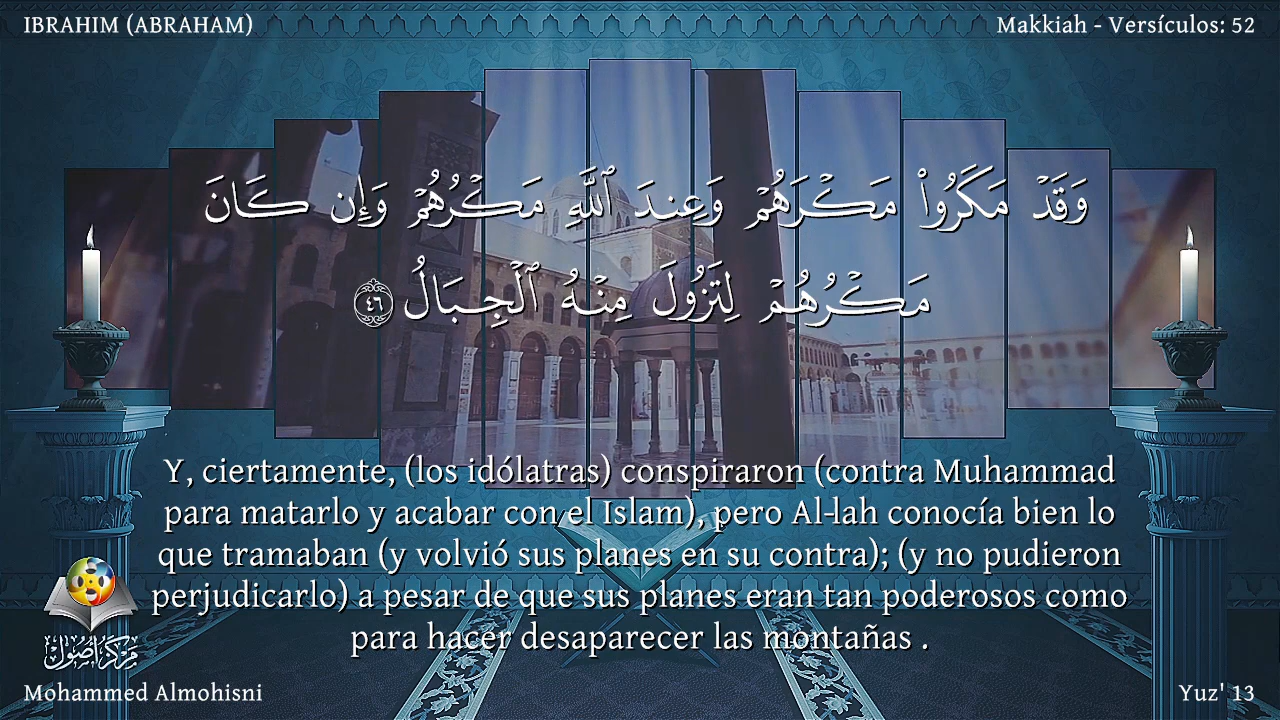 IBRAHIM (ABRAHAM)
Makkiah - Versículos: 52
وَقَدْ مَكَرُوا۟ مَكْرَهُمْ وَعِندَ ٱللَّهِ مَكْرُهُمْ وَإِن كَانَ
مَكْرُهُمْ لِتَزُولَ مِنْهُ ٱلْجِبَالُ ٤٦
Y, ciertamente, (los idólatras) conspiraron (contra Muhammad
para matarlo y acabar con el Islam), pero Al-lah conocía bien lo
que tramaban (y volvió sus planes en su contra); (y no pudieron
perjudicarlo) a pesar de que sus planes eran tan poderosos como
para hacer desaparecer las montañas .
مركز أصول
Mohammed Almohisni
Yuz' 13